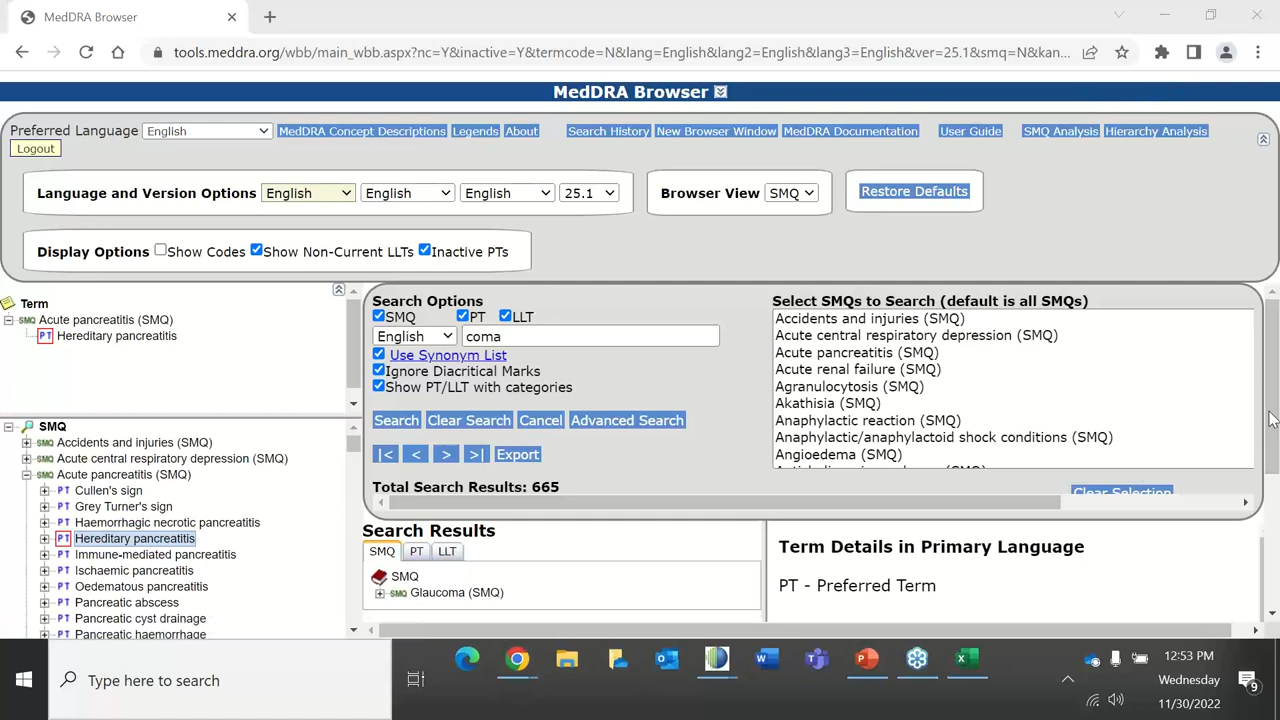 MedDRA Browser
tools.meddra.org/wbb/main_wbb.aspx?nc=Y&inactive=Y&termcode=N&lang=English&lang2=English&lang3=English&ver=25.1&smq=N&kan...
MedDRA Browser
Preferred Language English MedDRA Concept Descriptions Legends About Search History New Browser Window MedDRA Documentation User Guide SMQ Analysis Hierarchy Analysis
Logout
Language and Version Options English English English 25.1 Browser View SMQ Restore Defaults
Display Options Show Codes Show Non-Current LLTs Inactive PTs
Term
SMQ Acute pancreatitis (SMQ)
PT Hereditary pancreatitis
SMQ
SMQ Accidents and injuries (SMQ)
SMQ Acute central respiratory depression (SMQ)
SMQ Acute pancreatitis (SMQ)
PT Cullen's sign
PT Grey Turner's sign
PT Haemorrhagic necrotic pancreatitis
PT Hereditary pancreatitis
PT Immune-mediated pancreatitis
PT Ischaemic pancreatitis
PT Oedematous pancreatitis
PT Pancreatic abscess
PT Pancreatic cyst drainage
PT Pancreatic haemorrhage
Search Options
SMQ PT LLT
English coma
Use Synonym List
Ignore Diacritical Marks
Show PT/LLT with categories
Search Clear Search Cancel Advanced Search
|< < > >| Export
Total Search Results: 665
Select SMQs to Search (default is all SMQs)
Accidents and injuries (SMQ)
Acute central respiratory depression (SMQ)
Acute pancreatitis (SMQ)
Acute renal failure (SMQ)
Agranulocytosis (SMQ)
Akathisia (SMQ)
Anaphylactic reaction (SMQ)
Anaphylactic/anaphylactoid shock conditions (SMQ)
Angioedema (SMQ)
Clear Selection
Search Results
SMQ PT LLT
SMQ
SMQ Glaucoma (SMQ)
Term Details in Primary Language
PT - Preferred Term
Type here to search
12:53 PM
Wednesday
11/30/2022
9